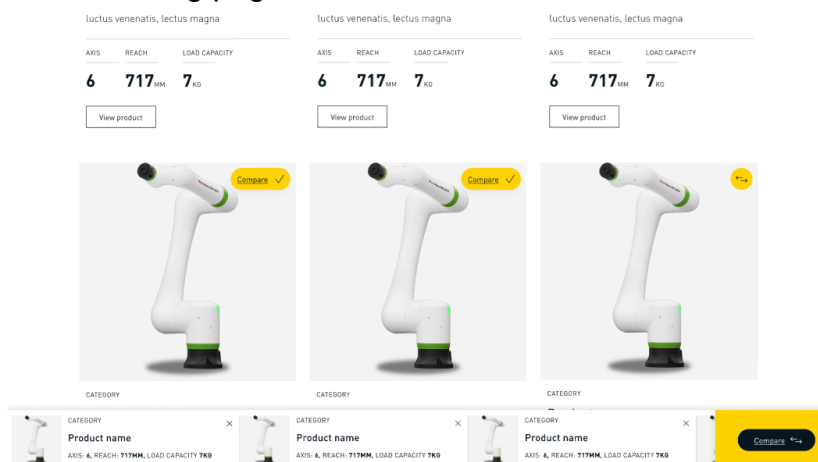 luctus venenatis, lectus magna
luctus venenatis, lectus magna
luctus venenatis, lectus magna
AXIS REACH LOAD CAPACITY
AXIS REACH LOAD CAPACITY
AXIS REACH LOAD CAPACITY
6 717MM 7KG
6 717MM 7KG
6 717MM 7KG
View product
View product
View product
Compare
Compare
CATEGORY
CATEGORY
CATEGORY
CATEGORY
Product name
AXIS: 6, REACH: 717MM, LOAD CAPACITY 7KG
CATEGORY
Product name
AXIS: 6, REACH: 717MM, LOAD CAPACITY 7KG
CATEGORY
Product name
AXIS: 6, REACH: 717MM, LOAD CAPACITY 7KG
Compare